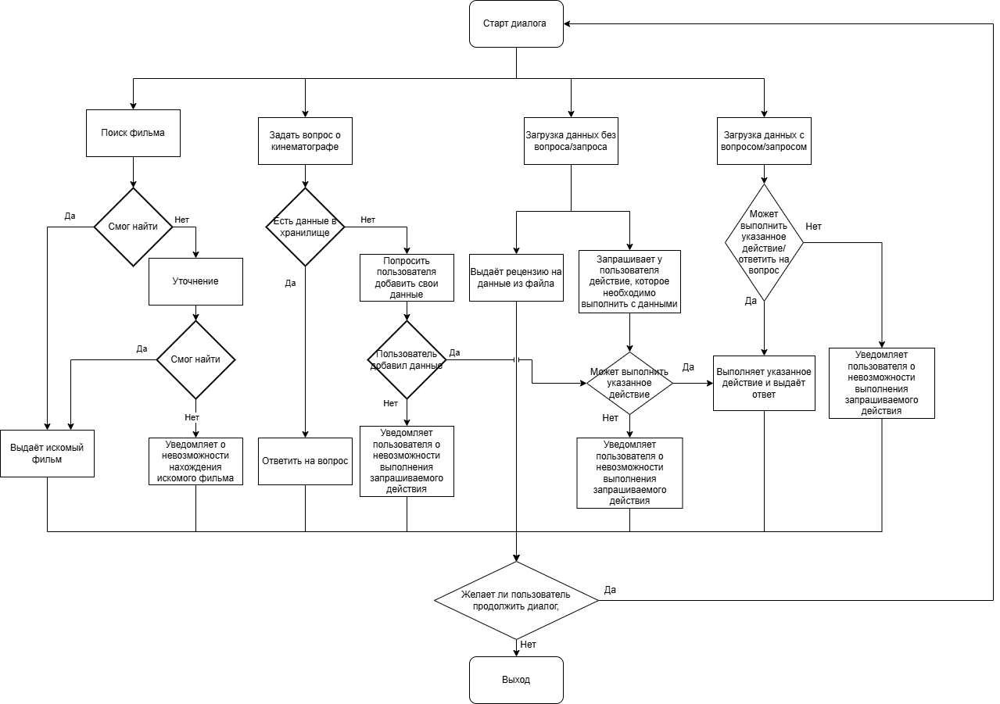 Старт диалога
Поиск фильма
Задать вопрос о
кинематографе
Загрузка данных без
вопроса/запроса
Загрузка данных с
вопросом/запросом
Да
Смог найти
Нет
Есть данные в
хранилище
Нет
Может
выполнить
указанное
действие/
ответить на
вопрос
Нет
Уточнение
Да
Попросить
пользователя
добавить свои
данные
Выдаёт рецензию на
данные из файла
Запрашивает у
пользователя
действие, которое
необходимо
выполнить с данными
Да
Да
Смог найти
Нет
Пользователь
добавил данные
Да
Нет
Может выполнить
указанное
действие
Да
Нет
Выполняет указанное
действие и выдаёт
ответ
Уведомляет
пользователя о
невозможности
выполнения
запрашиваемого
действия
Выдаёт искомый
фильм
Уведомляет о
невозможности
нахождения
искомого фильма
Ответить на вопрос
Уведомляет
пользователя о
невозможности
выполнения
запрашиваемого
действия
Уведомляет
пользователя о
невозможности
выполнения
запрашиваемого
действия
Желает ли пользователь
продолжить диалог,
Да
Нет
Выход